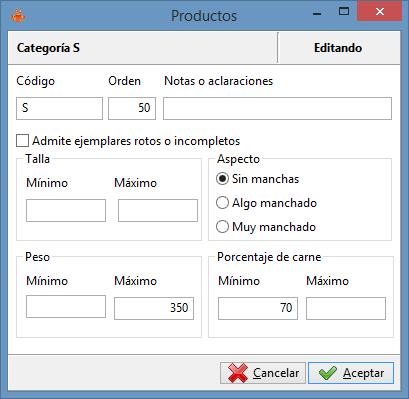 Productos
Categoría S Editando
Código Orden Notas o aclaraciones
S 50
Admite ejemplares rotos o incompletos
Talla
Mínimo Máximo
Aspecto
Sin manchas
Algo manchado
Muy manchado
Peso
Mínimo Máximo
350
Porcentaje de carne
Mínimo Máximo
70
Cancelar Aceptar